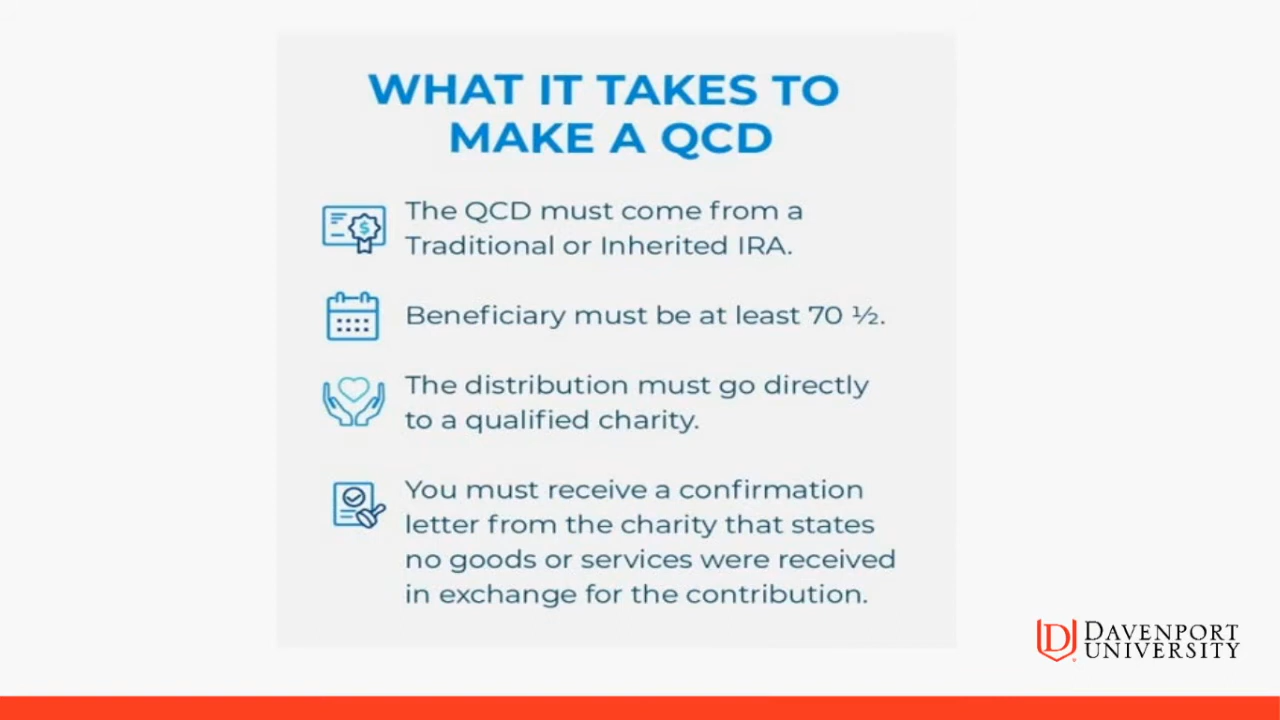 WHAT IT TAKES TO
MAKE A QCD
$
The QCD must come from a
Traditional or Inherited IRA.
Beneficiary must be at least 70 ½.
The distribution must go directly
to a qualified charity.
You must receive a confirmation
letter from the charity that states
no goods or services were received
in exchange for the contribution.
D DAVENPORT
UNIVERSITY